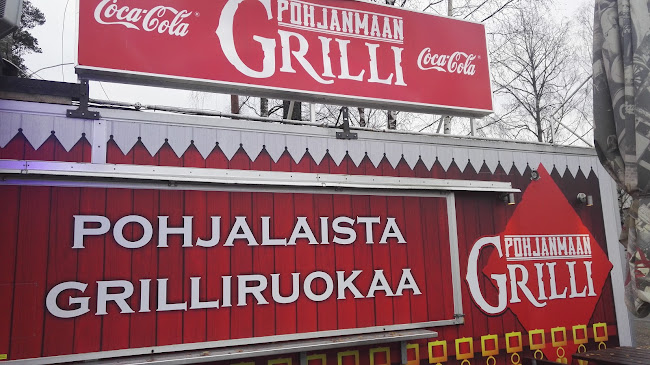 Coca-Cola
POHJANMAAN
GRILLI
Coca-Cola
POHJALAISTA
GRILLIRUOKAA
POHJANMAAN
GRILLI